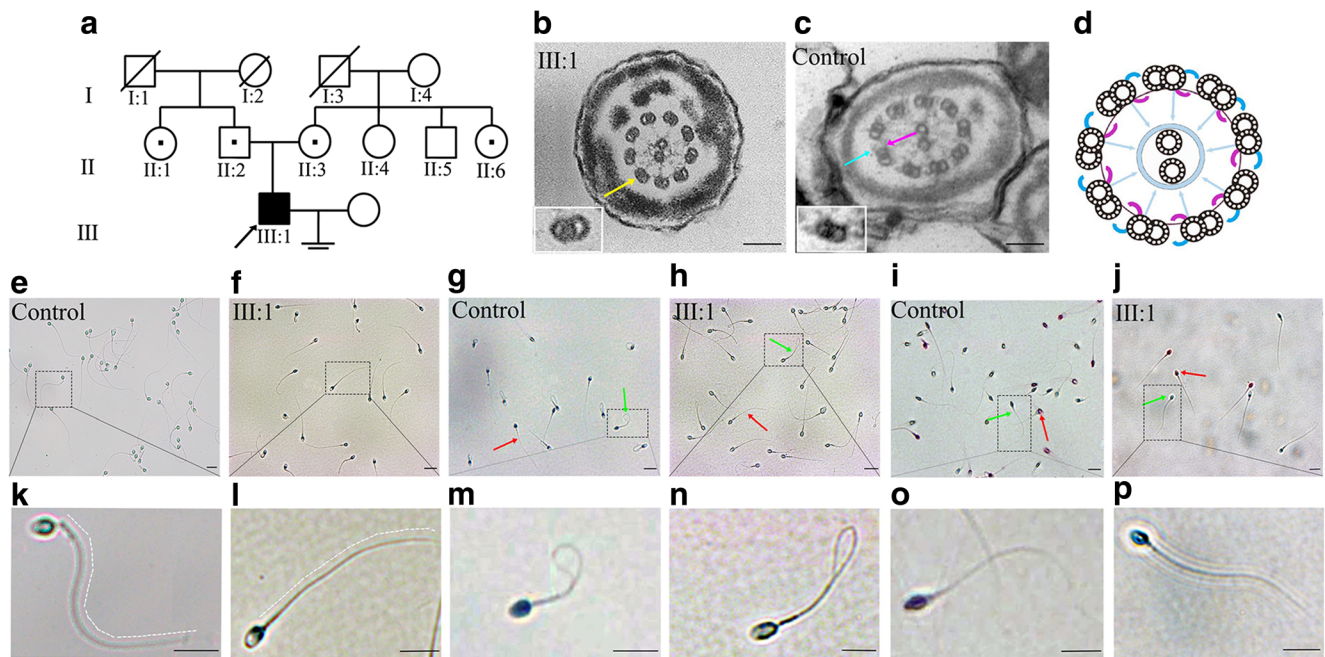 a
b
c
d
I
II
III
I:1
I:2
I:3
I:4
II:1
II:2
II:3
II:4
II:5
II:6
III:1
III:1
Control
e
f
g
h
i
j
Control
III:1
Control
III:1
Control
III:1
k
l
m
n
o
p